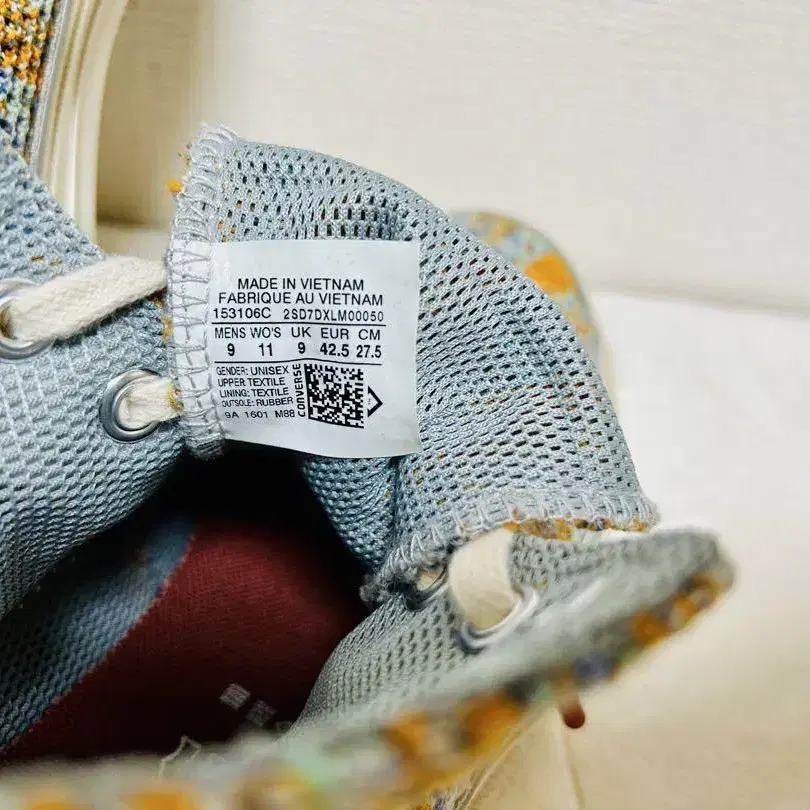 MADE IN VIETNAM
FABRIQUE AU VIETNAM
153106C 2SD7DXLM00050
MENS WO'S UK EUR CM
9 11 9 42.5 27.5
GENDER: UNISEX
UPPER TEXTILE
LINING: TEXTILE
OUTSOLE: RUBBER
9A 1601 M88
CONVERSE